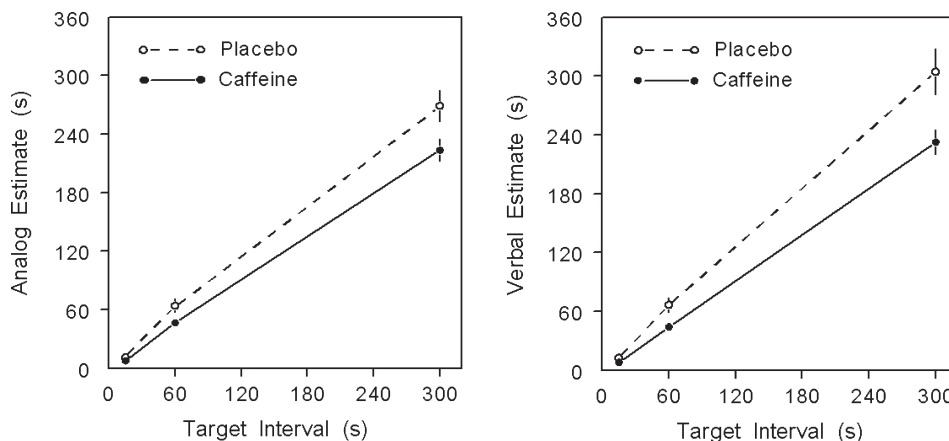 360
300
240
180
120
60
0
Analog Estimate (s)
Placebo
Caffeine
0 60 120 180 240 300
Target Interval (s)
360
300
240
180
120
60
0
Verbal Estimate (s)
Placebo
Caffeine
0 60 120 180 240 300
Target Interval (s)